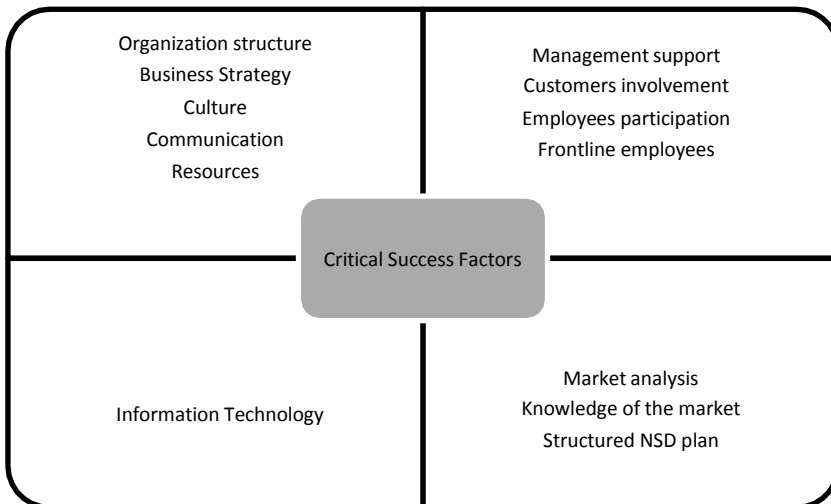 Organization structure
Business Strategy
Culture
Communication
Resources
Management support
Customers involvement
Employees participation
Frontline employees
Critical Success Factors
Information Technology
Market analysis
Knowledge of the market
Structured NSD plan